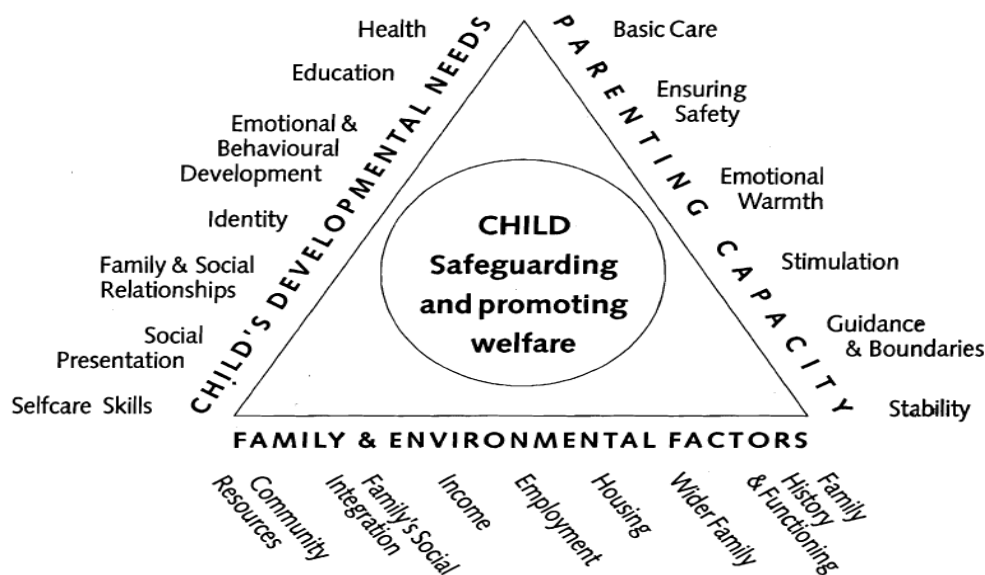 Health
Education
Emotional &
Behavioural
Development
Identity
Family & Social
Relationships
Social
Presentation
Selfcare Skills
CHILD'S DEVELOPMENTAL NEEDS
PARENTING CAPACITY
Basic Care
Ensuring
Safety
Emotional
Warmth
Stimulation
Guidance
& Boundaries
Stability
CHILD
Safeguarding
and promoting
welfare
FAMILY & ENVIRONMENTAL FACTORS
Community
Resources
Family's Social
Integration
Income
Employment
Housing
Wider Family
Family
History
& Functioning